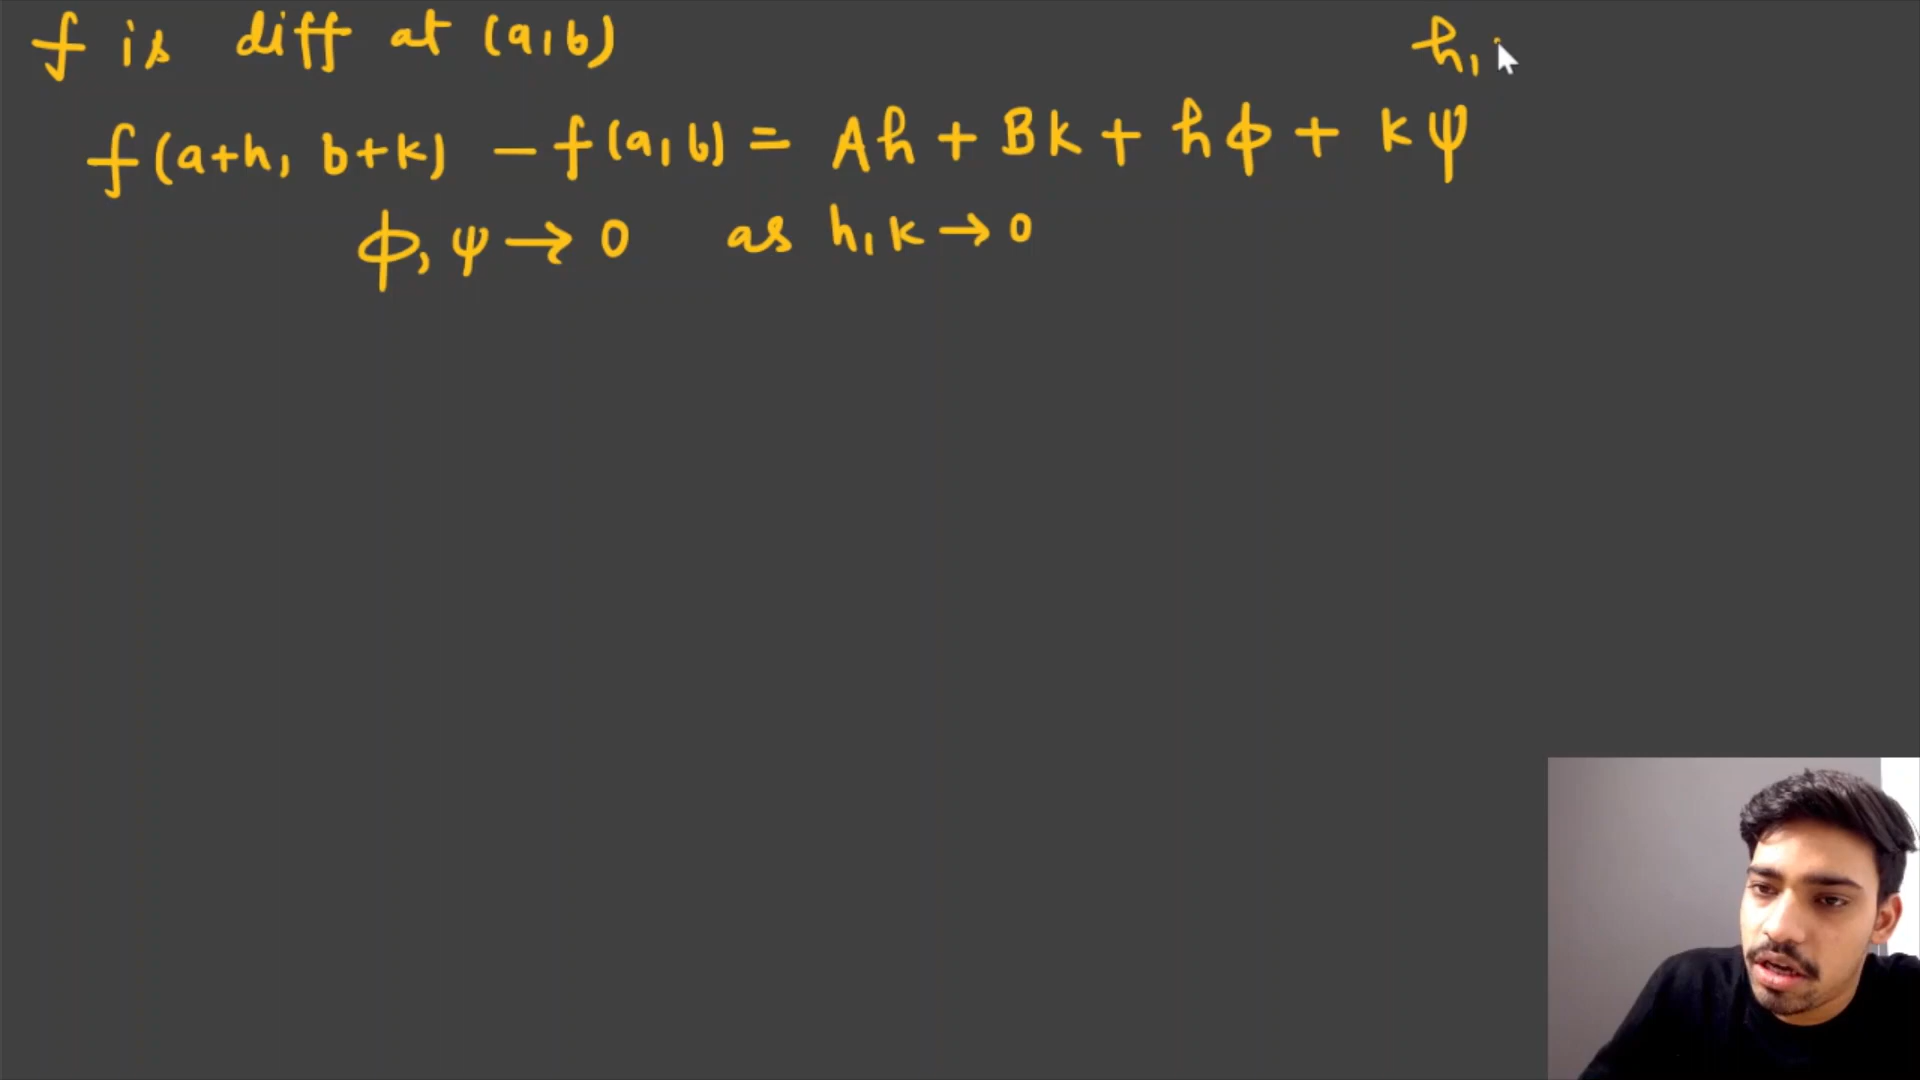 f is diff at (a,b)
h,
f(a+h, b+k) - f(a,b) = Ah + Bk + hϕ + kψ
ϕ, ψ → 0 as h,k → 0